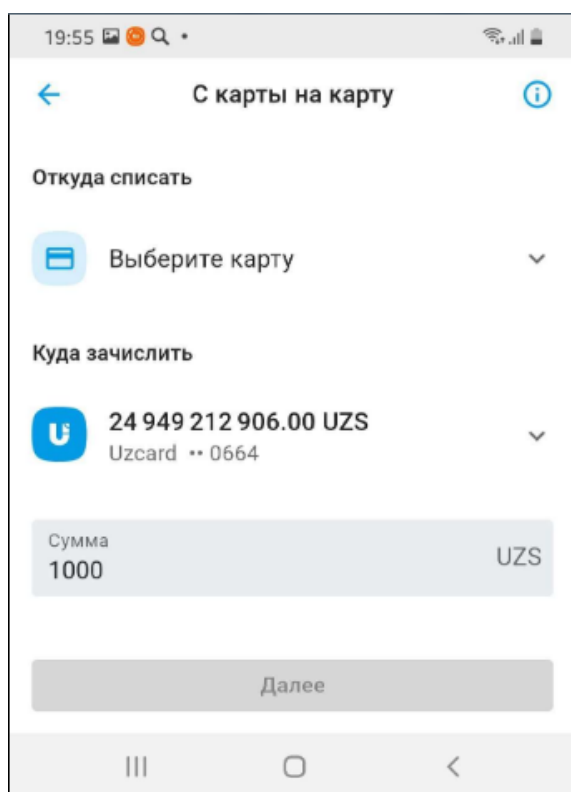 19:55
С карты на карту
Откуда списать
Выберите карту
Куда зачислить
24 949 212 906.00 UZS
Uzcard •• 0664
Сумма
1000
UZS
Далее